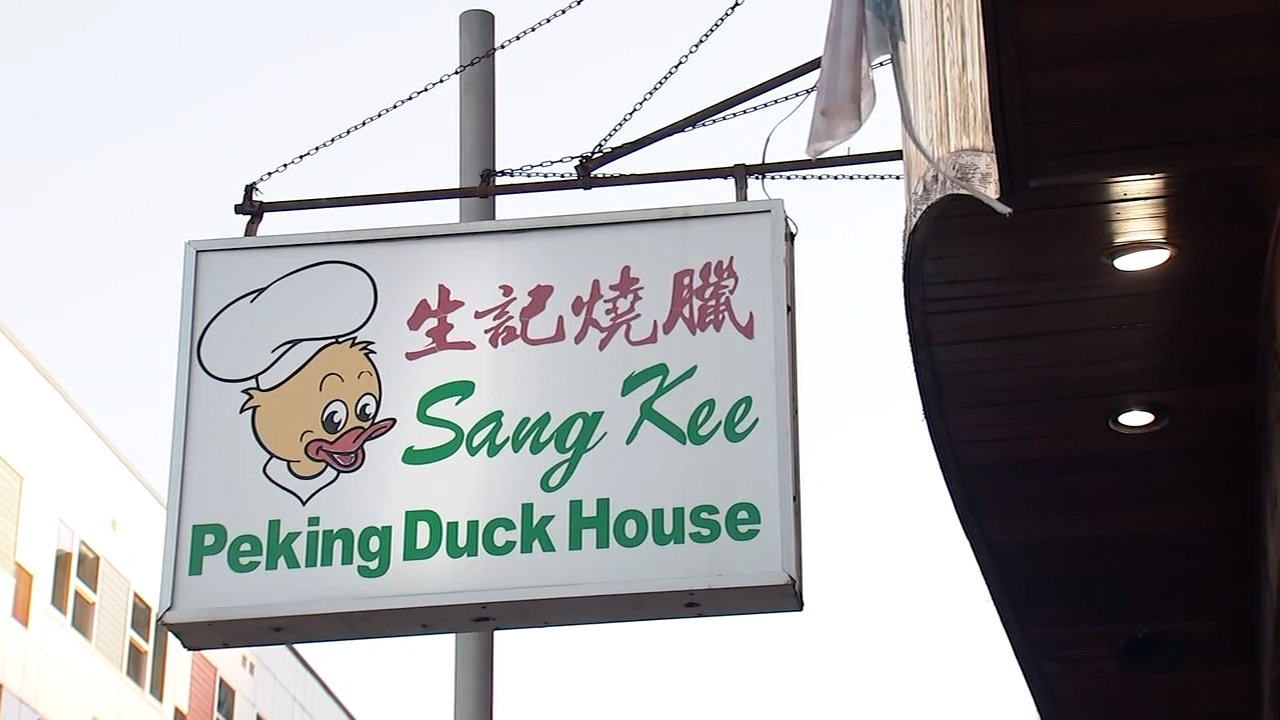 生記燒臘
Sang Kee
Peking Duck House